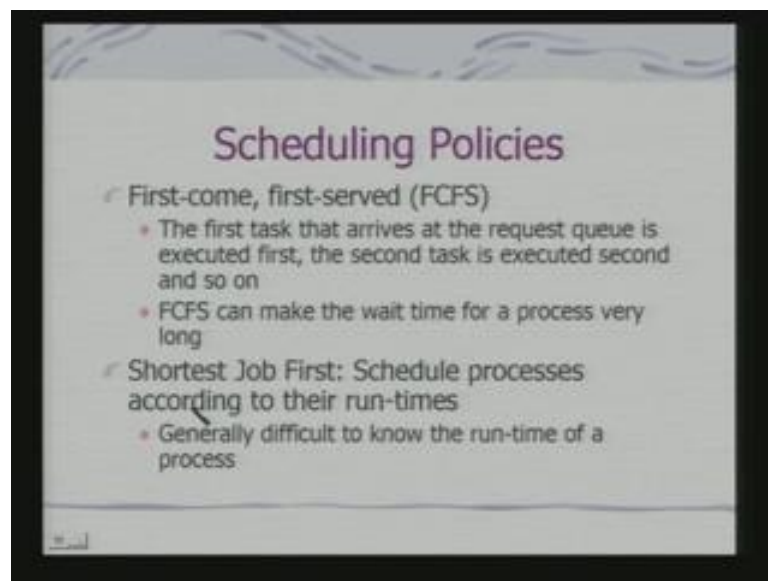 Scheduling Policies
First-come, first-served (FCFS)
The first task that arrives at the request queue is
executed first, the second task is executed second
and so on
FCFS can make the wait time for a process very
long
Shortest Job First: Schedule processes
according to their run-times
Generally difficult to know the run-time of a
process